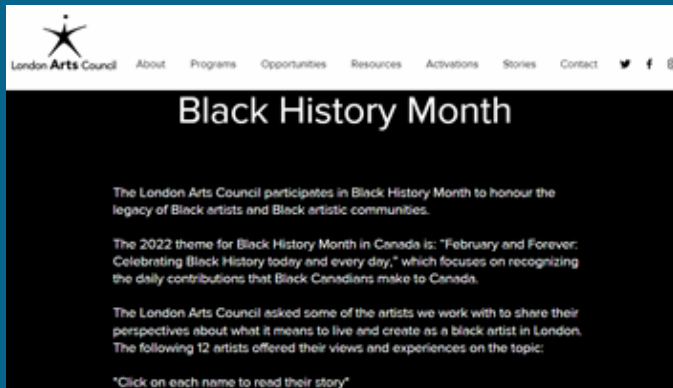 London Arts Council About Programs Opportunities Resources Activations Stories Contact
Black History Month
The London Arts Council participates in Black History Month to honour the
legacy of Black artists and Black artistic communities.
The 2022 theme for Black History Month in Canada is: "February and Forever:
Celebrating Black History today and every day," which focuses on recognizing
the daily contributions that Black Canadians make to Canada.
The London Arts Council asked some of the artists we work with to share their
perspectives about what it means to live and create as a black artist in London.
The following 12 artists offered their views and experiences on the topic:
*Click on each name to read their story*